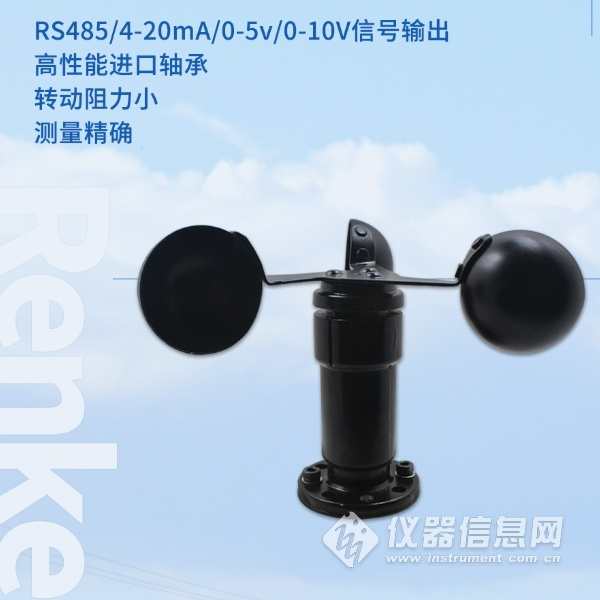 RS485/4-20mA/0-5v/0-10V信号输出
高性能进口轴承
转动阻力小
测量精确
Renke
仪器信息网
www.instrument.com.cn